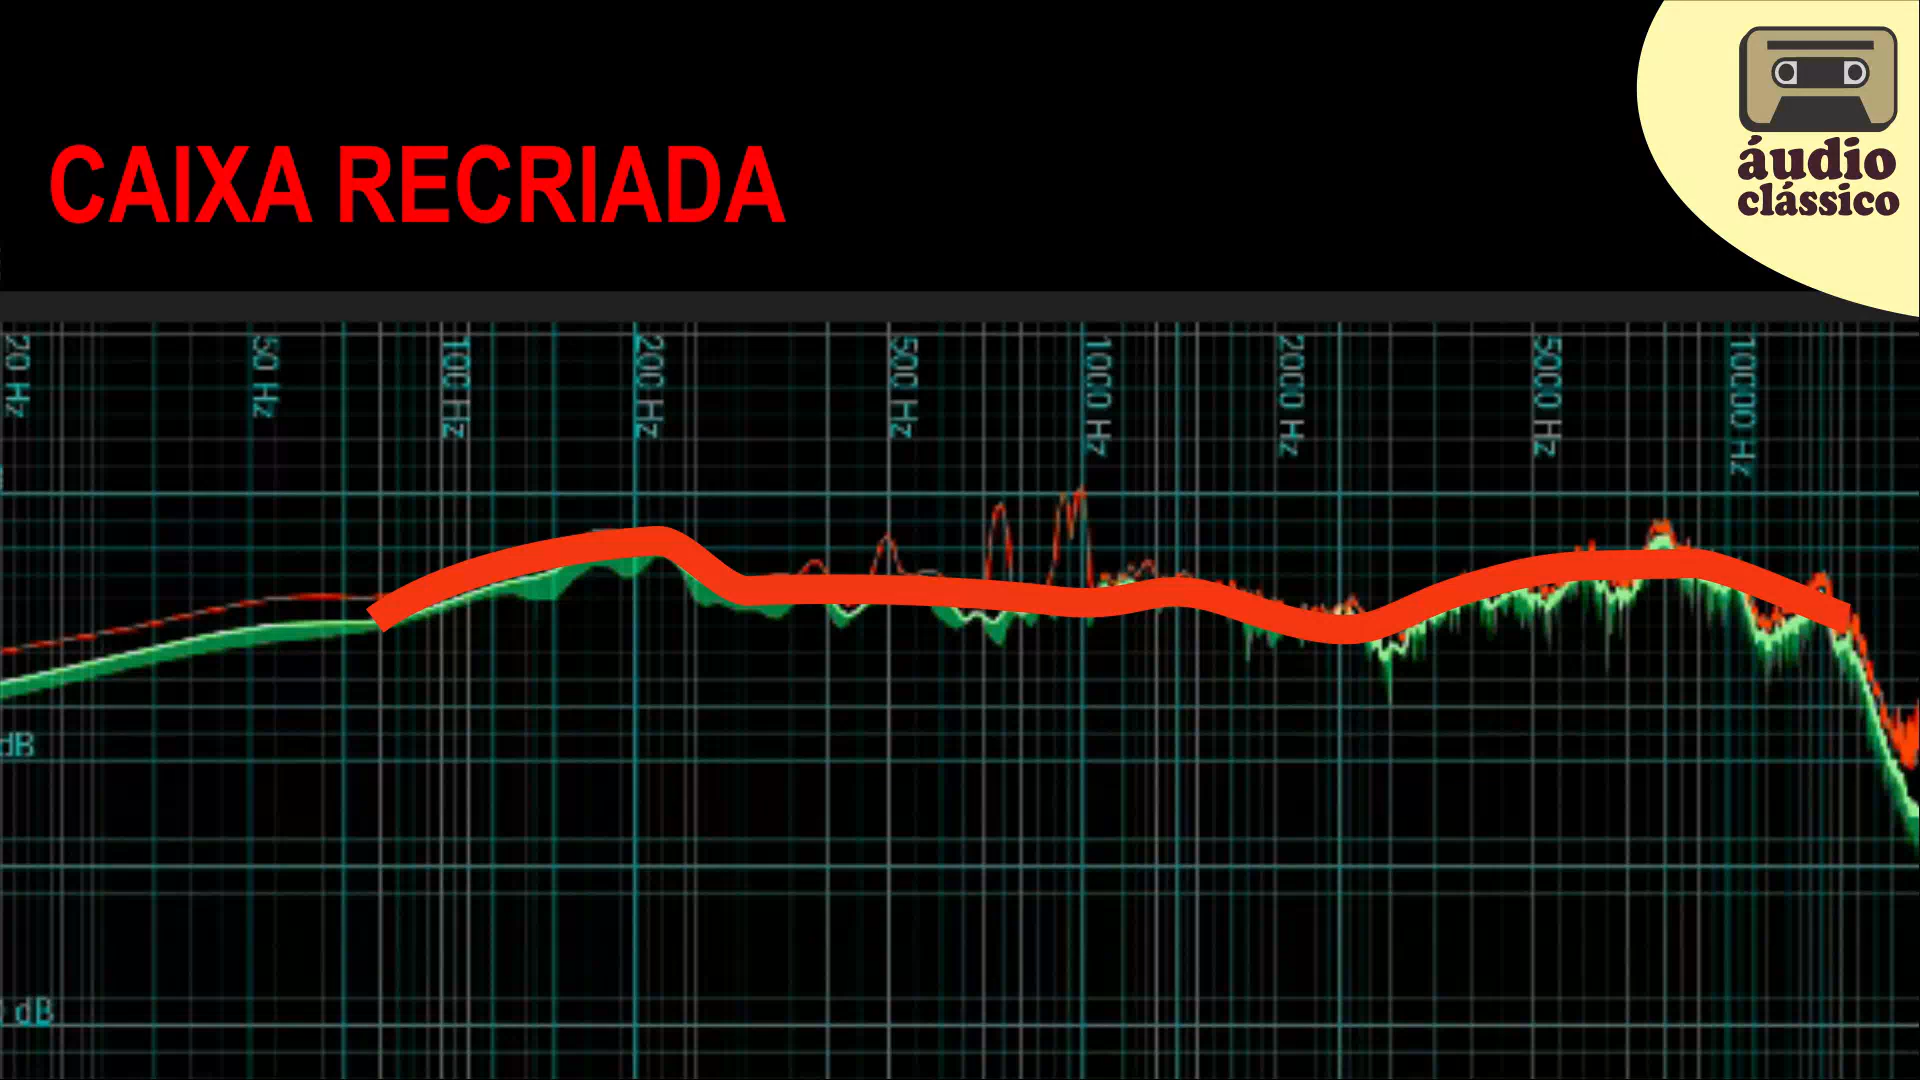 CAIXA RECRIADA
áudio
clássico
20 Hz
50 Hz
100 Hz
200 Hz
500 Hz
1000 Hz
2000 Hz
5000 Hz
10000 Hz
dB
dB